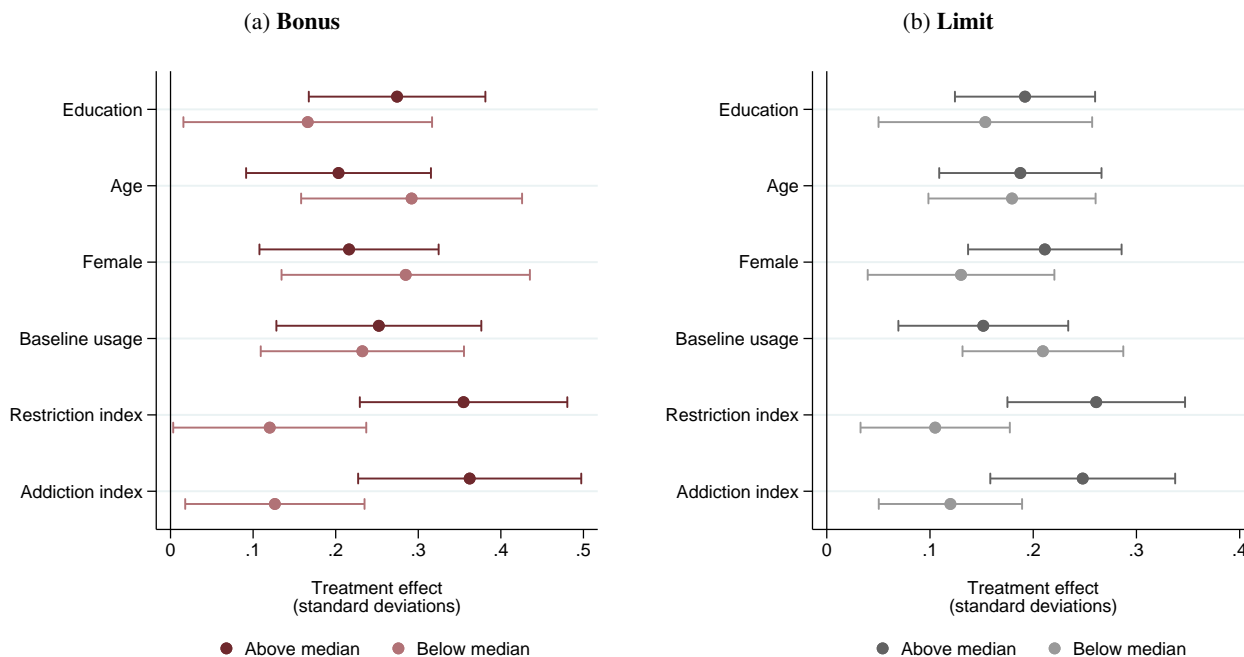 (a) Bonus
Education
Age
Female
Baseline usage
Restriction index
Addiction index
0 .1 .2 .3 .4 .5
Treatment effect
(standard deviations)
Above median Below median
(b) Limit
Education
Age
Female
Baseline usage
Restriction index
Addiction index
0 .1 .2 .3 .4
Treatment effect
(standard deviations)
Above median Below median